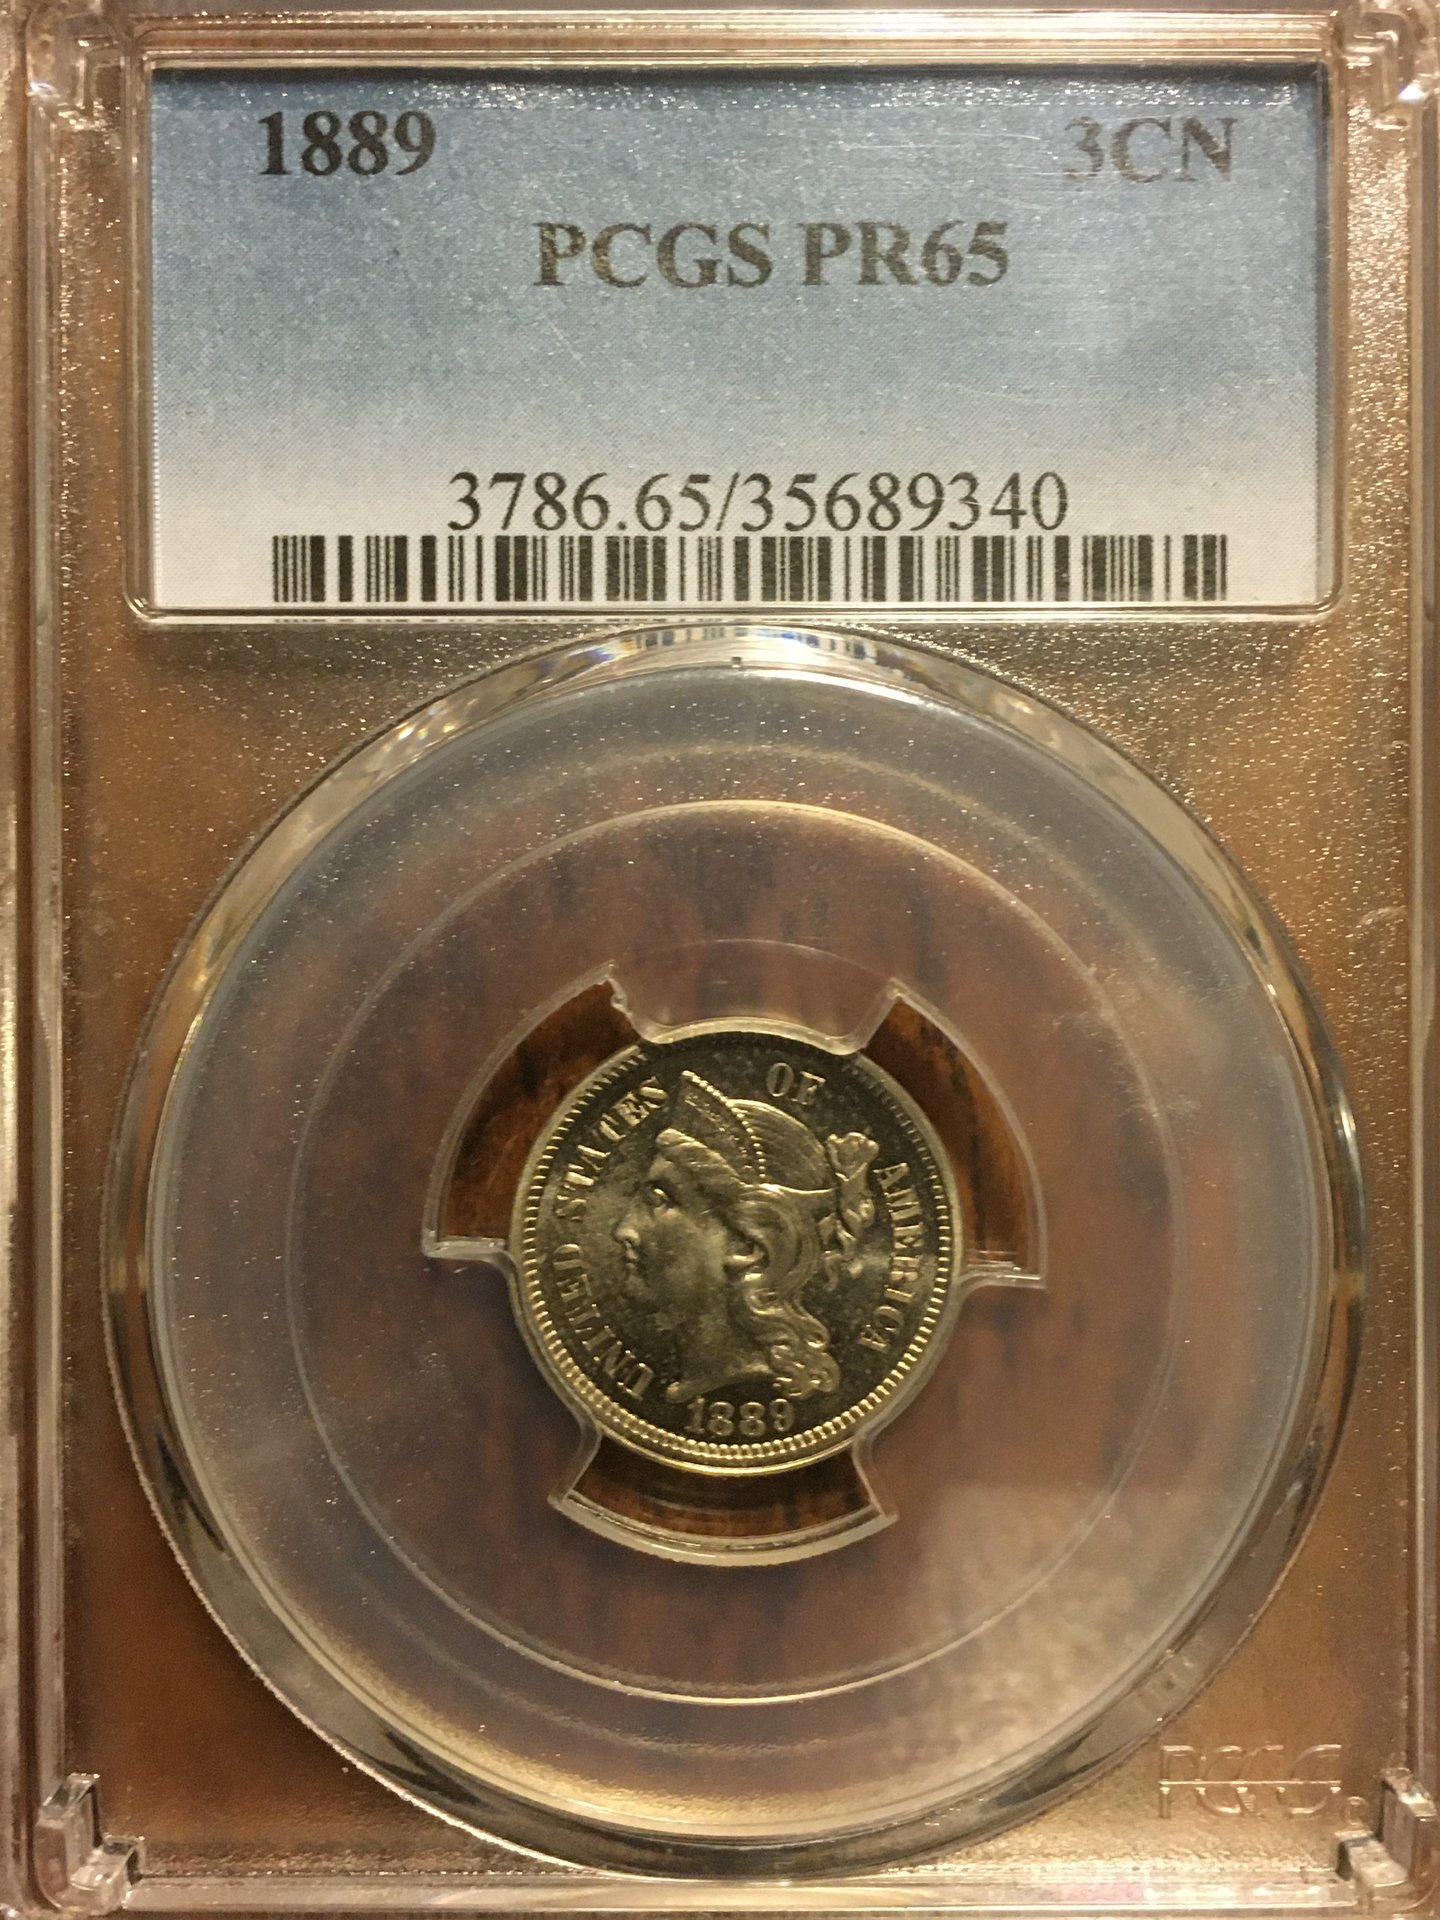 1889 3CN
PCGS PR65
3786.65/35689340
UNITED STATES OF AMERICA
1889
PCGS